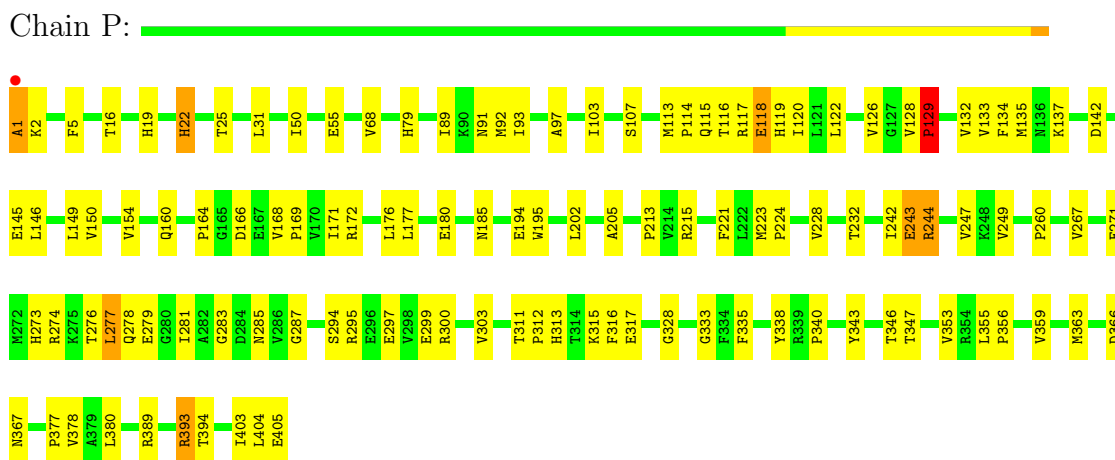 Chain P:
A1 K2 F5 T16 H19 H22 T25 L31 I50 E55 V68 H79 I89 K90 N91 M92 I93 A97 I103 S107 M113 P114 Q115 T116 R117 E118 H119 I120 L121 L122 V126 G127 V128 P129 V132 V133 F134 M135 N136 K137 D142
E145 L146 L149 V150 V154 Q160 P164 G165 D166 E167 V168 P169 V170 I171 R172 L176 L177 E180 N185 E194 W195 L202 A205 P213 V214 R215 F221 L222 M223 P224 V228 T232 I242 E243 R244 V247 K248 V249 P260 V267
M272 H273 R274 K275 T276 L277 Q278 E279 G280 I281 A282 G283 D284 N285 V286 G287 S294 R295 E296 E297 V298 E299 R300 V303 T311 P312 H313 T314 K315 F316 E317 G328 G333 F334 F335 Y338 R339 P340 Y343 T346 T347 V353 R354 L355 P356 V359 M363
N367 P377 V378 A379 L380 R389 R393 T394 I403 L404 E405